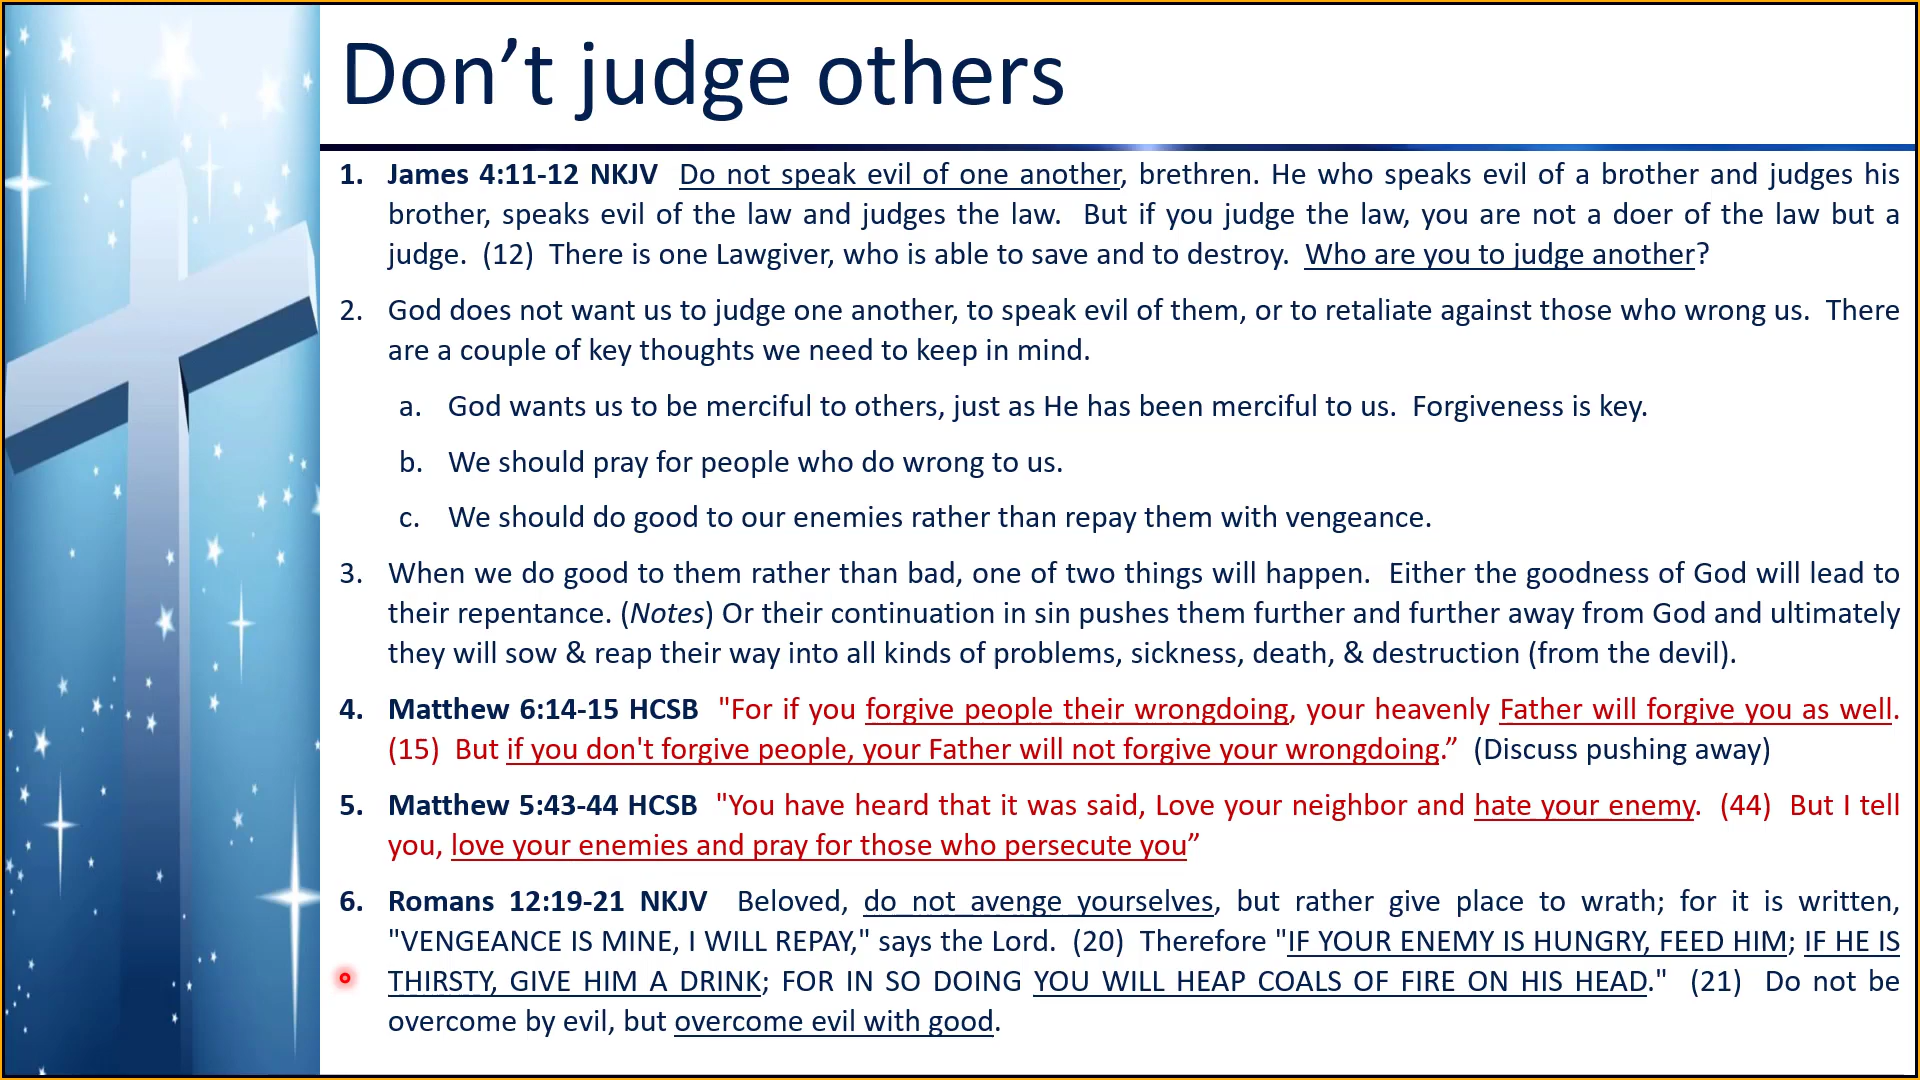 Don’t judge others
1. James 4:11-12 NKJV  Do not speak evil of one another, brethren. He who speaks evil of a brother and judges his
brother, speaks evil of the law and judges the law.  But if you judge the law, you are not a doer of the law but a
judge.  (12)  There is one Lawgiver, who is able to save and to destroy.  Who are you to judge another?
2. God does not want us to judge one another, to speak evil of them, or to retaliate against those who wrong us.  There
are a couple of key thoughts we need to keep in mind.
a. God wants us to be merciful to others, just as He has been merciful to us.  Forgiveness is key.
b. We should pray for people who do wrong to us.
c. We should do good to our enemies rather than repay them with vengeance.
3. When we do good to them rather than bad, one of two things will happen.  Either the goodness of God will lead to
their repentance. (Notes) Or their continuation in sin pushes them further and further away from God and ultimately
they will sow & reap their way into all kinds of problems, sickness, death, & destruction (from the devil).
4. Matthew 6:14-15 HCSB  "For if you forgive people their wrongdoing, your heavenly Father will forgive you as well.
(15)  But if you don't forgive people, your Father will not forgive your wrongdoing.”  (Discuss pushing away)
5. Matthew 5:43-44 HCSB  "You have heard that it was said, Love your neighbor and hate your enemy.  (44)  But I tell
you, love your enemies and pray for those who persecute you”
6. Romans 12:19-21 NKJV  Beloved, do not avenge yourselves, but rather give place to wrath; for it is written,
"VENGEANCE IS MINE, I WILL REPAY," says the Lord.  (20)  Therefore "IF YOUR ENEMY IS HUNGRY, FEED HIM; IF HE IS
THIRSTY, GIVE HIM A DRINK; FOR IN SO DOING YOU WILL HEAP COALS OF FIRE ON HIS HEAD."  (21)  Do not be
overcome by evil, but overcome evil with good.